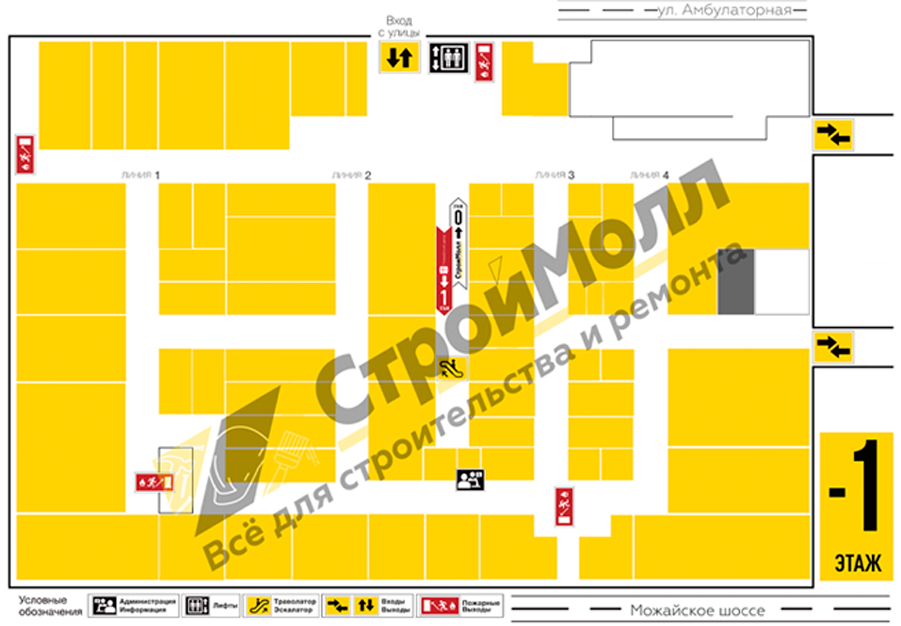 ул. Амбулаторная
Вход
с улицы
линия 1
линия 2
линия 3
линия 4
0
СтройМолл
1
СтройМолл
Всё для строительства и ремонта
-1
ЭТАЖ
Условные
обозначения
Администрация
Информация
Лифты
Траволатор
Эскалатор
Входы
Выходы
Пожарные
Выходы
Можайское шоссе